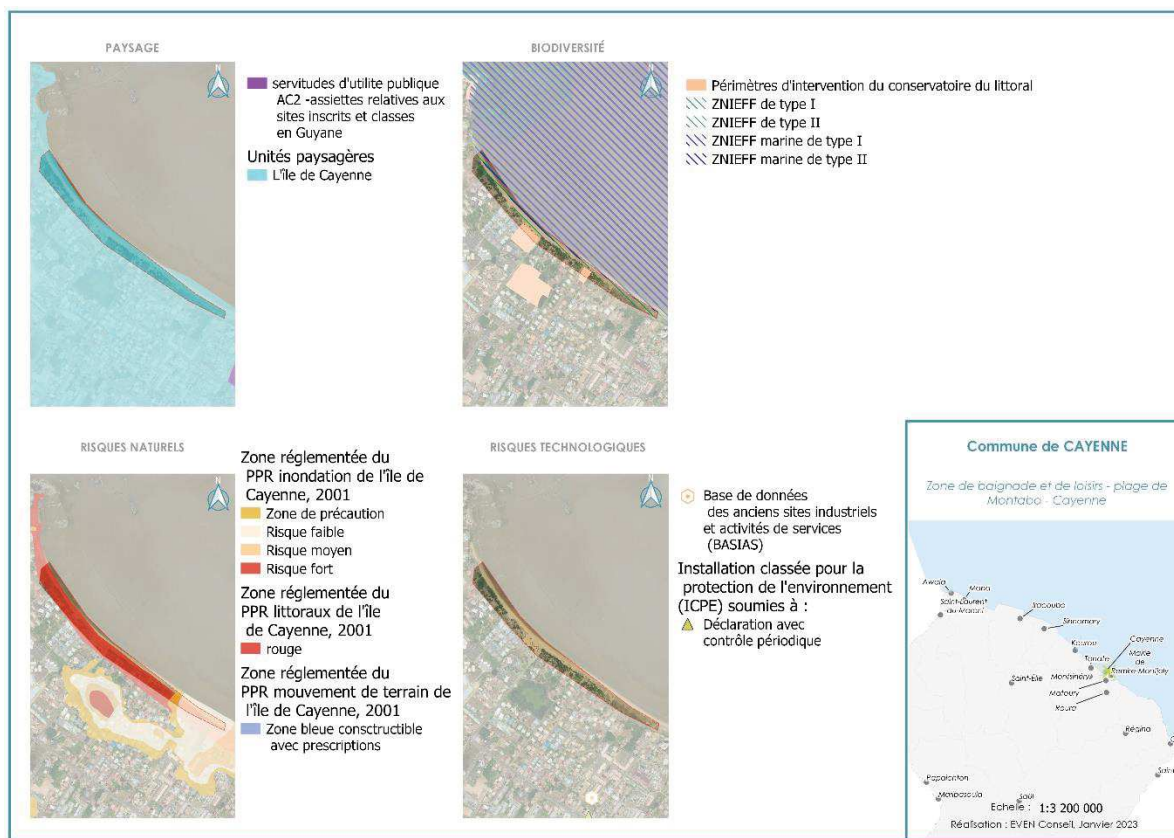 PAYSAGE
N
servitudes d'utilite publique
AC2 -assiettes relatives aux
sites inscrits et classes
en Guyane
Unités paysagères
L'île de Cayenne
BIODIVERSITÉ
N
Périmètres d'intervention du conservatoire du littoral
ZNIEFF de type I
ZNIEFF de type II
ZNIEFF marine de type I
ZNIEFF marine de type II
RISQUES NATURELS
N
Zone réglementée du
PPR inondation de l'île de
Cayenne, 2001
Zone de précaution
Risque faible
Risque moyen
Risque fort
Zone réglementée du
PPR littoraux de l'île
de Cayenne, 2001
rouge
Zone réglementée du
PPR mouvement de terrain de
l'île de Cayenne, 2001
Zone bleue consctructible
avec prescriptions
RISQUES TECHNOLOGIQUES
N
Base de données
des anciens sites industriels
et activités de services
(BASIAS)
Installation classée pour la
protection de l'environnement
(ICPE) soumies à :
Déclaration avec
contrôle périodique
Commune de CAYENNE
Zone de baignade et de loisirs - plage de
Montabo - Cayenne
Awala
Mana
Saint-Laurent
du Maroni
Iracoubo
Sinnamary
Kourou
Cayenne
Tonate
Mairie
de
Remire-Montjoly
Saint-Elie
Montsinéry
Matoury
Roura
Régina
Papaichton
Maripasoula
Saül
Echelle : 1:3 200 000
Réalisation : EVEN Conseil, Janvier 2023